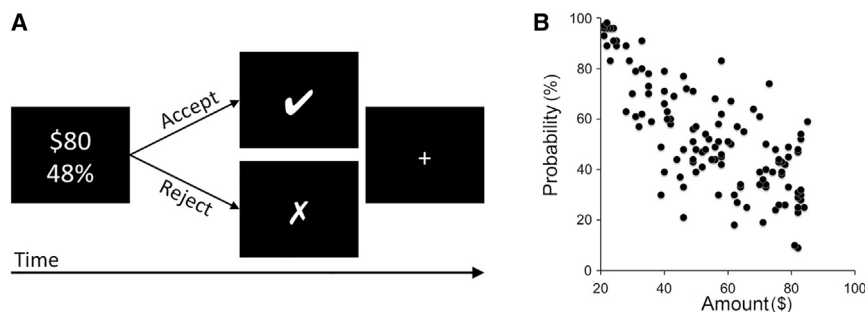 A
$80
48%
Accept
✔
Reject
✗
+
Time
B
Probability (%)
100
80
60
40
20
0
20 40 60 80 100
Amount ($)